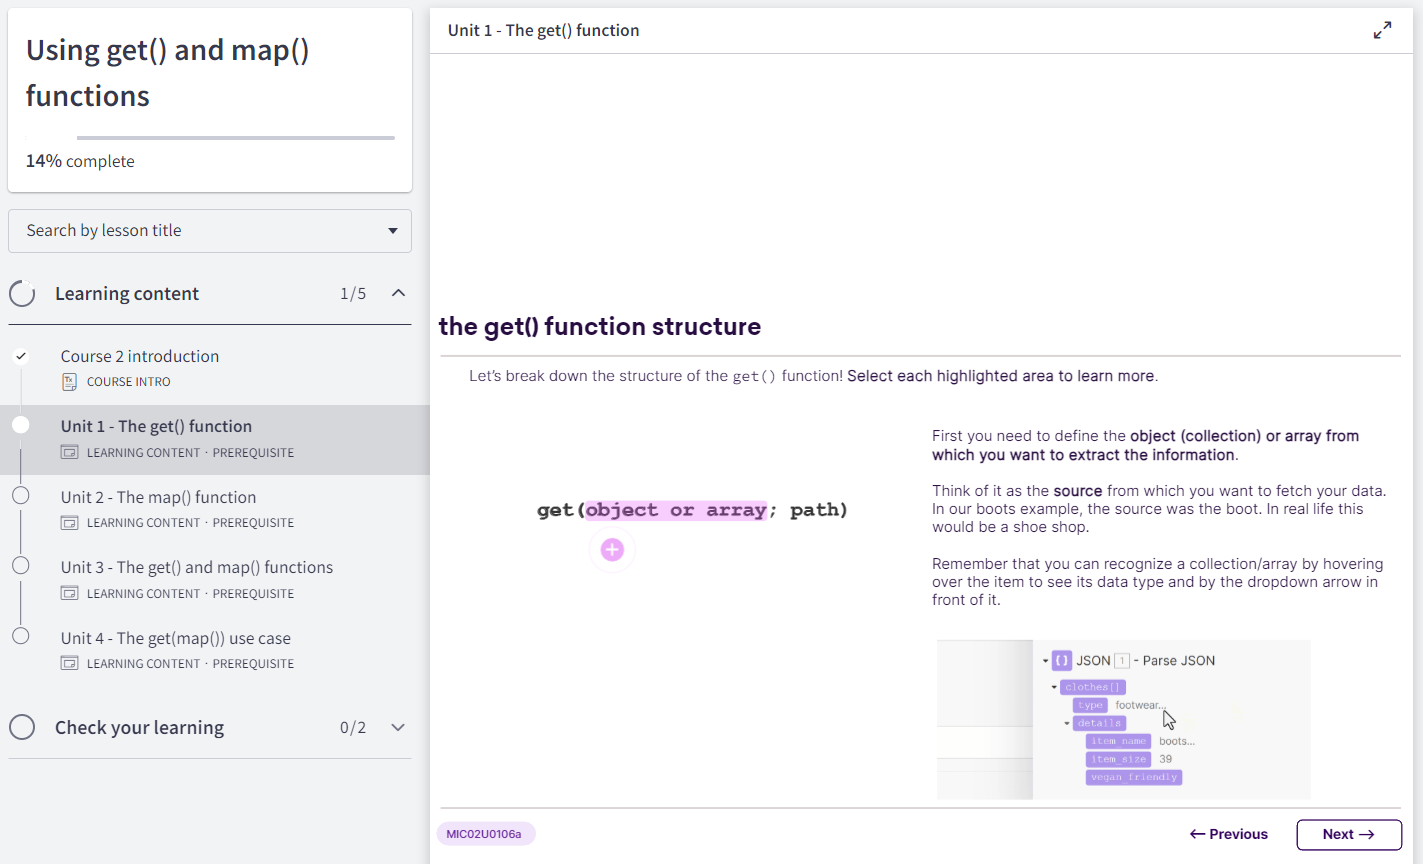 Using get() and map()
functions
14% complete
Search by lesson title
Learning content 1/5
Course 2 introduction
COURSE INTRO
Unit 1 - The get() function
LEARNING CONTENT · PREREQUISITE
Unit 2 - The map() function
LEARNING CONTENT · PREREQUISITE
Unit 3 - The get() and map() functions
LEARNING CONTENT · PREREQUISITE
Unit 4 - The get(map()) use case
LEARNING CONTENT · PREREQUISITE
Check your learning 0/2
Unit 1 - The get() function
the get() function structure
Let's break down the structure of the get() function! Select each highlighted area to learn more.
get(object or array; path)
First you need to define the object (collection) or array from
which you want to extract the information.
Think of it as the source from which you want to fetch your data.
In our boots example, the source was the boot. In real life this
would be a shoe shop.
Remember that you can recognize a collection/array by hovering
over the item to see its data type and by the dropdown arrow in
front of it.
JSON 1 - Parse JSON
clothes[]
type footwear...
details
item_name boots...
item_size 39
vegan_friendly
MIC02U0106a
← Previous
Next →